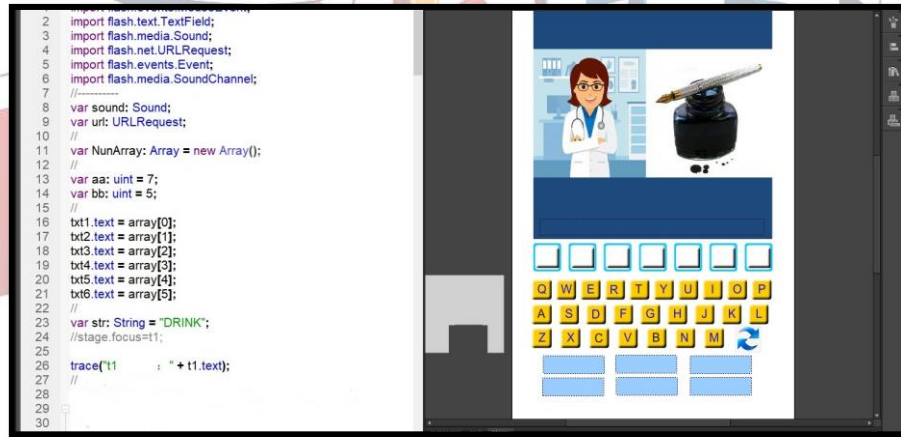 2 import flash.text.TextField;
3 import flash.media.Sound;
4 import flash.net.URLRequest;
5 import flash.events.Event;
6 import flash.media.SoundChannel;
7 //----------
8 var sound: Sound;
9 var url: URLRequest;
10 //
11 var NunArray: Array = new Array();
12 //
13 var aa: uint = 7;
14 var bb: uint = 5;
15 //
16 txt1.text = array[0];
17 txt2.text = array[1];
18 txt3.text = array[2];
19 txt4.text = array[3];
20 txt5.text = array[4];
21 txt6.text = array[5];
22 //
23 var str: String = "DRINK";
24 //stage.focus=t1;
25
26 trace("t1 : " + t1.text);
27 //
28
29
30
Q W E R T Y U I O P
A S D F G H J K L
Z X C V B N M